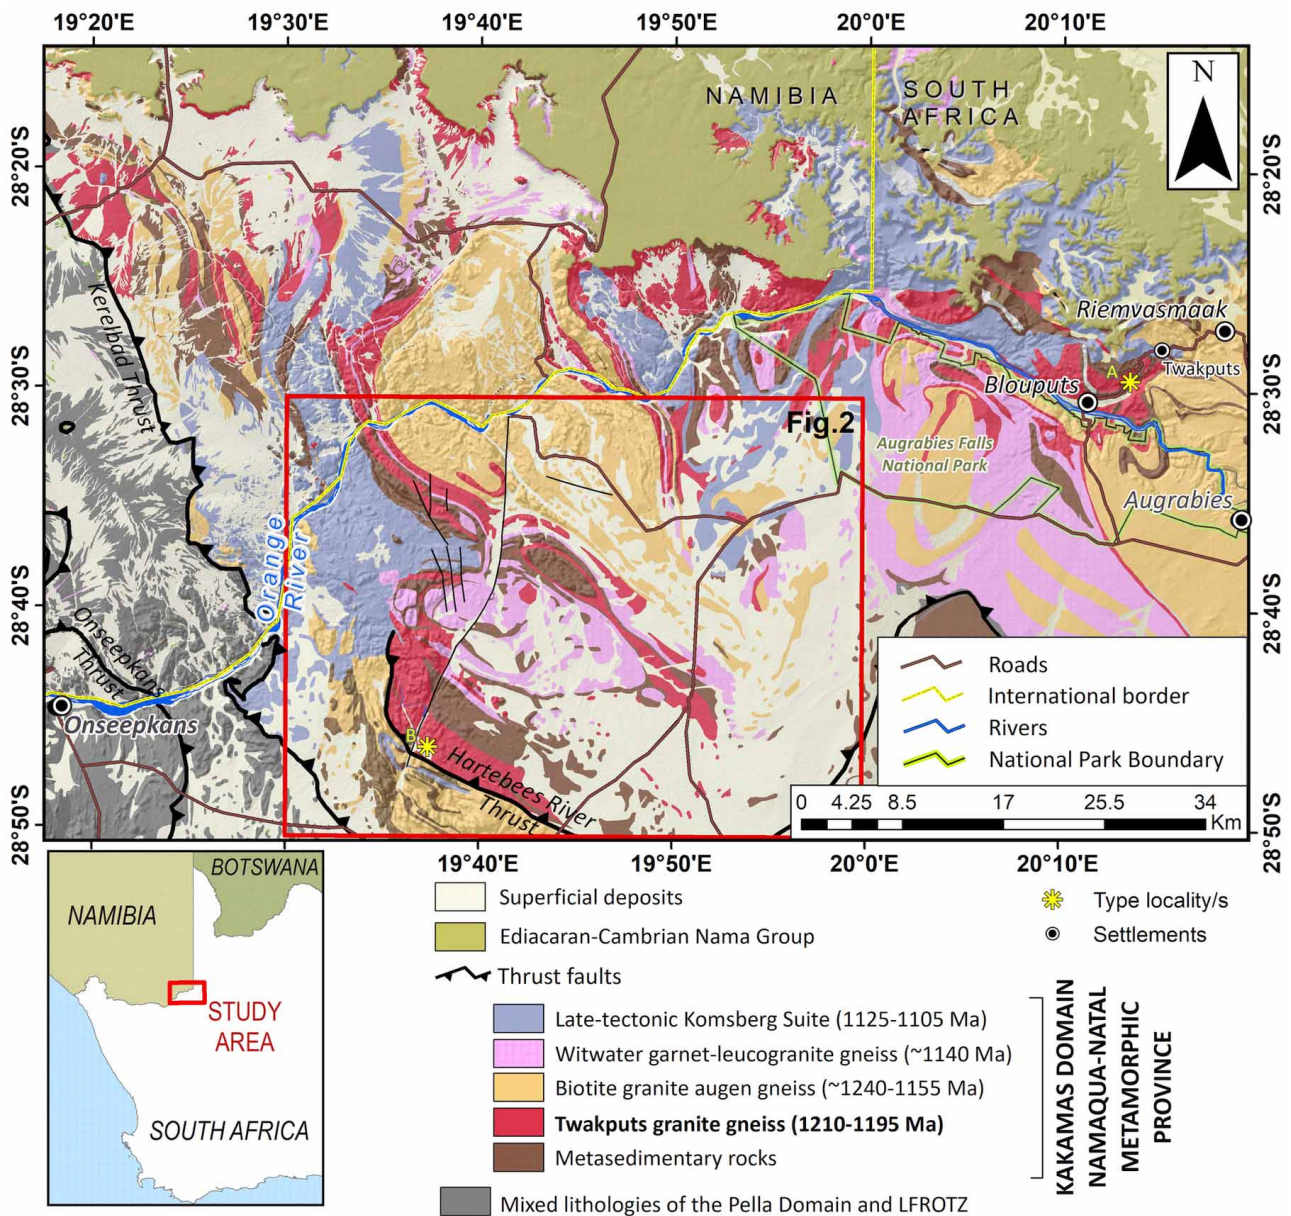 19°20'E
19°30'E
19°40'E
19°50'E
20°00'E
20°10'E
NAMIBIA
SOUTH
AFRICA
N
28°20'S
28°20'S
Kerelbad Thrust
Riemvasmaak
Twakputs
A
Blouputs
28°30'S
28°30'S
Fig.2
Augrabies Falls
National Park
Augrabies
Orange
River
28°40'S
28°40'S
Onseepkans
Thrust
Onseepkans
B
Hartebees River
Thrust
Roads
International border
Rivers
National Park Boundary
0 4.25 8.5 17 25.5 34
Km
28°50'S
28°50'S
19°40'E
19°50'E
20°00'E
20°10'E
BOTSWANA
NAMIBIA
STUDY
AREA
SOUTH AFRICA
Superficial deposits
Ediacaran-Cambrian Nama Group
Thrust faults
Late-tectonic Komsberg Suite (1125-1105 Ma)
Witwater garnet-leucogranite gneiss (~1140 Ma)
Biotite granite augen gneiss (~1240-1155 Ma)
Twakputs granite gneiss (1210-1195 Ma)
Metasedimentary rocks
Mixed lithologies of the Pella Domain and LFROTZ
Type locality/s
Settlements
KAKAMAS DOMAIN
NAMAQUA-NATAL
METAMORPHIC
PROVINCE